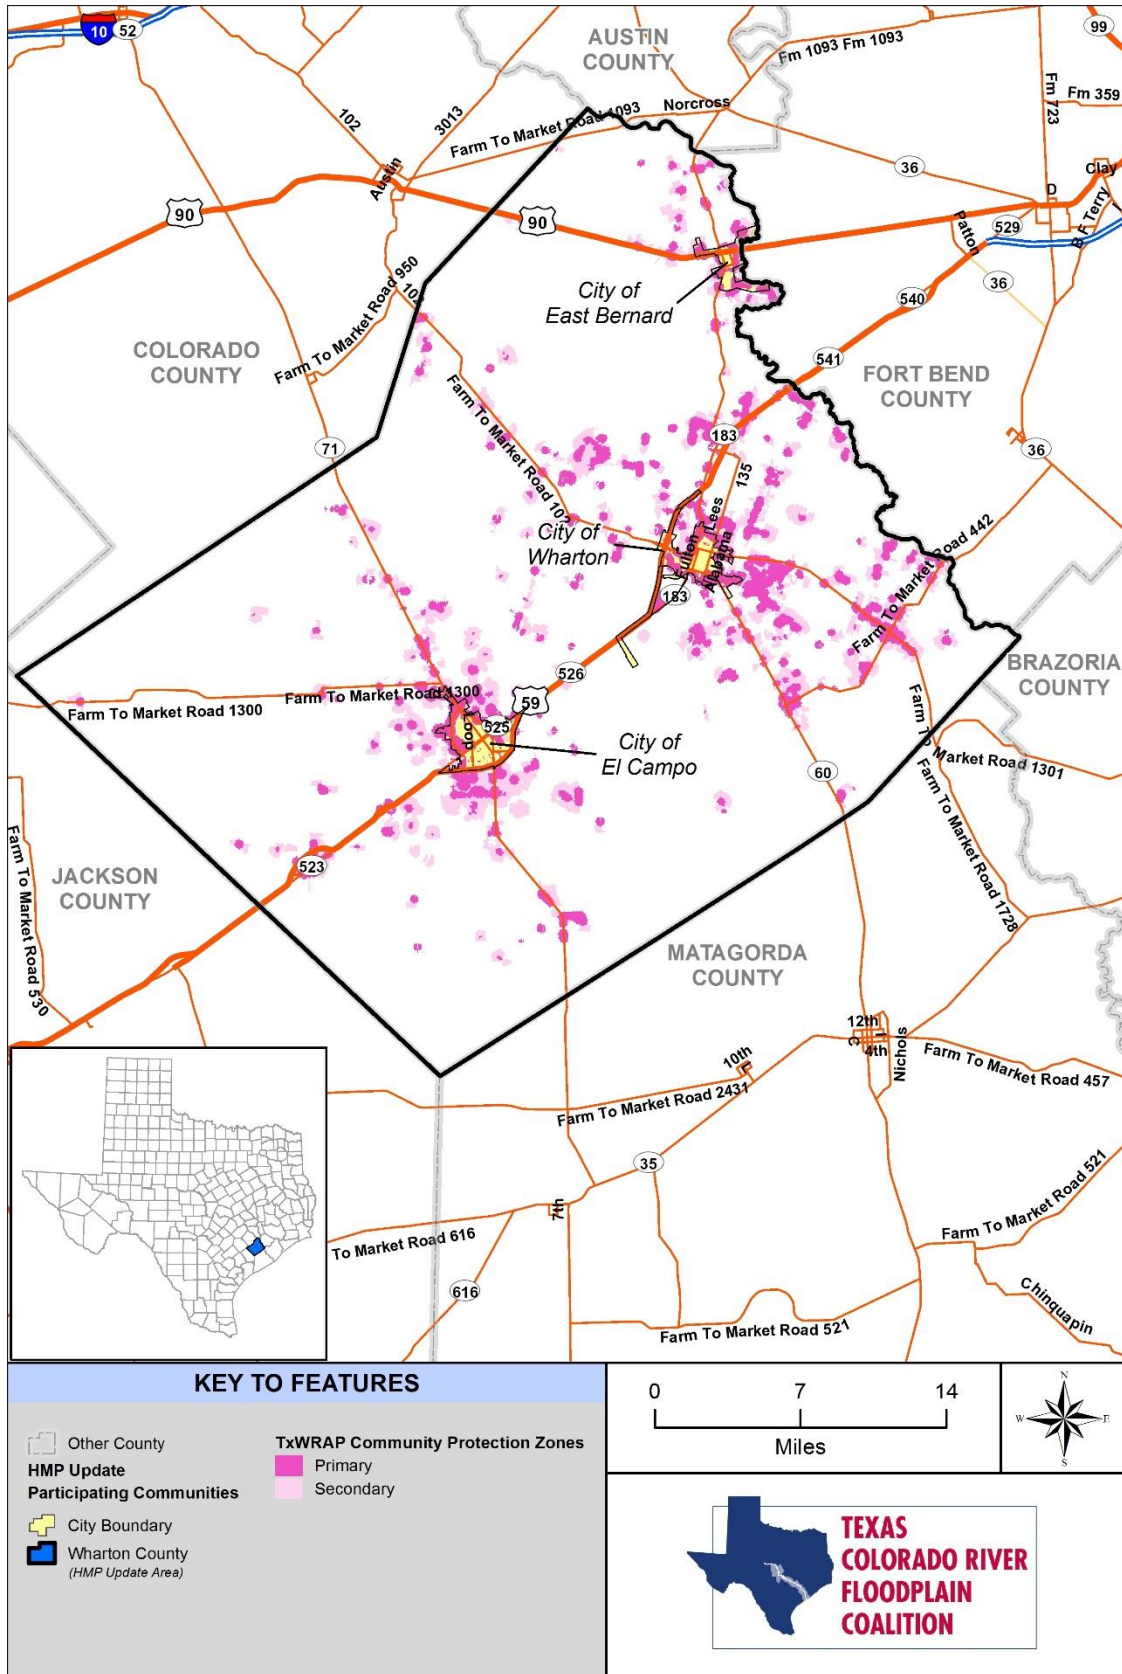 10
52
AUSTIN
COUNTY
Fm 1093 Fm 1093
99
Fm 723
Fm 359
102
3013
Farm To Market Road 1093
Norcross
36
Austin
90
90
Clay
D
529
Patton
B F Terry
36
540
City of
East Bernard
Farm To Market Road 950
102
COLORADO
COUNTY
541
FORT BEND
COUNTY
71
Farm To Market Road 102
183
135
36
City of
Wharton
Lees
Fulton
Alabama
183
Farm To Market Road 442
BRAZORIA
COUNTY
526
Farm To Market Road 1300
Farm To Market Road 1300
59
Loop
525
City of
El Campo
60
Farm To Market Road 1301
Farm To Market Road 1728
523
Farm To Market Road 530
JACKSON
COUNTY
MATAGORDA
COUNTY
12th
4th
Nichols
10th
Farm To Market Road 457
Farm To Market Road 2431
35
7th
To Market Road 616
616
Farm To Market Road 521
Farm To Market Road 521
Chinquapin
KEY TO FEATURES
Other County
HMP Update
Participating Communities
City Boundary
Wharton County
(HMP Update Area)
TxWRAP Community Protection Zones
Primary
Secondary
0 7 14
Miles
N
W E
S
TEXAS
COLORADO RIVER
FLOODPLAIN
COALITION